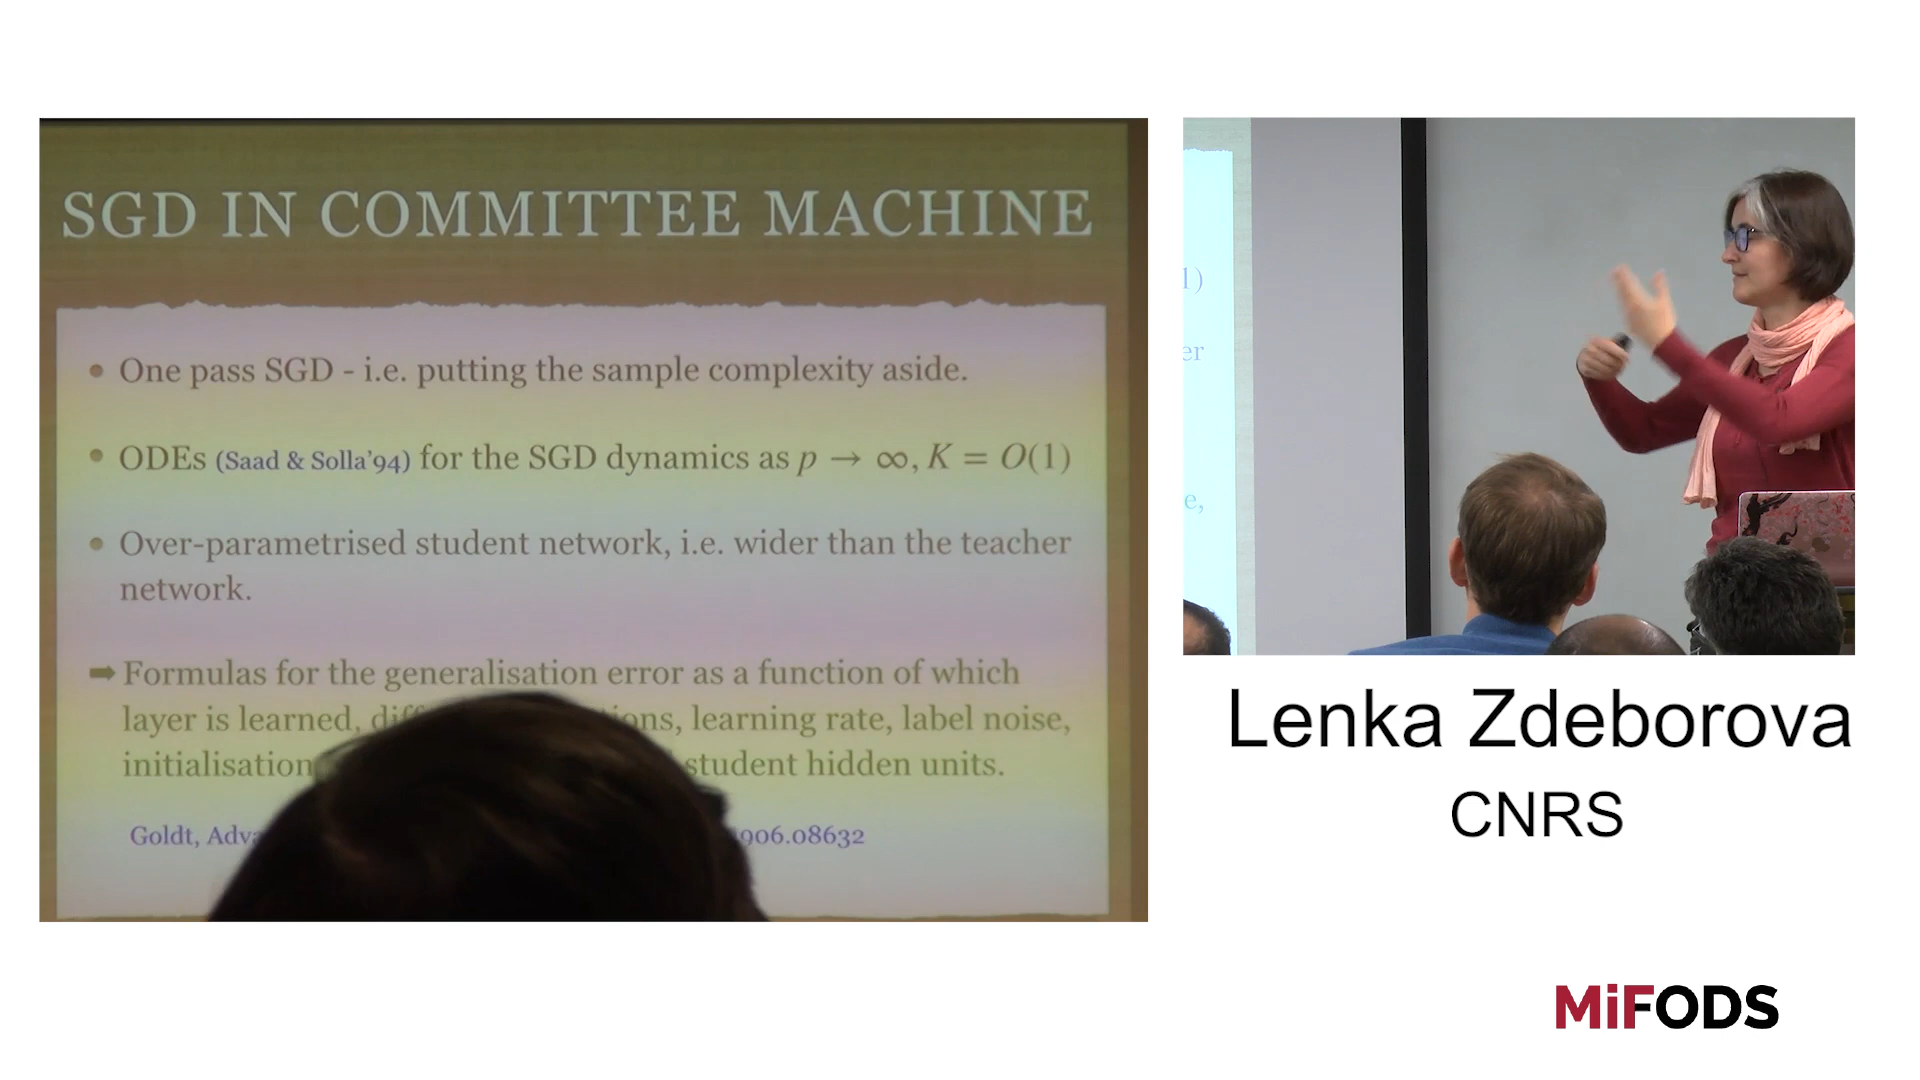 SGD IN COMMITTEE MACHINE
• One pass SGD - i.e. putting the sample complexity aside.
• ODEs (Saad & Solla'94) for the SGD dynamics as p → ∞, K = O(1)
• Over-parametrised student network, i.e. wider than the teacher
network.
➡ Formulas for the generalisation error as a function of which
layer is learned, learning rate, label noise,
initialisation student hidden units.
Goldt, 1906.08632
1)
er
e,
Lenka Zdeborova
CNRS
MiFODS